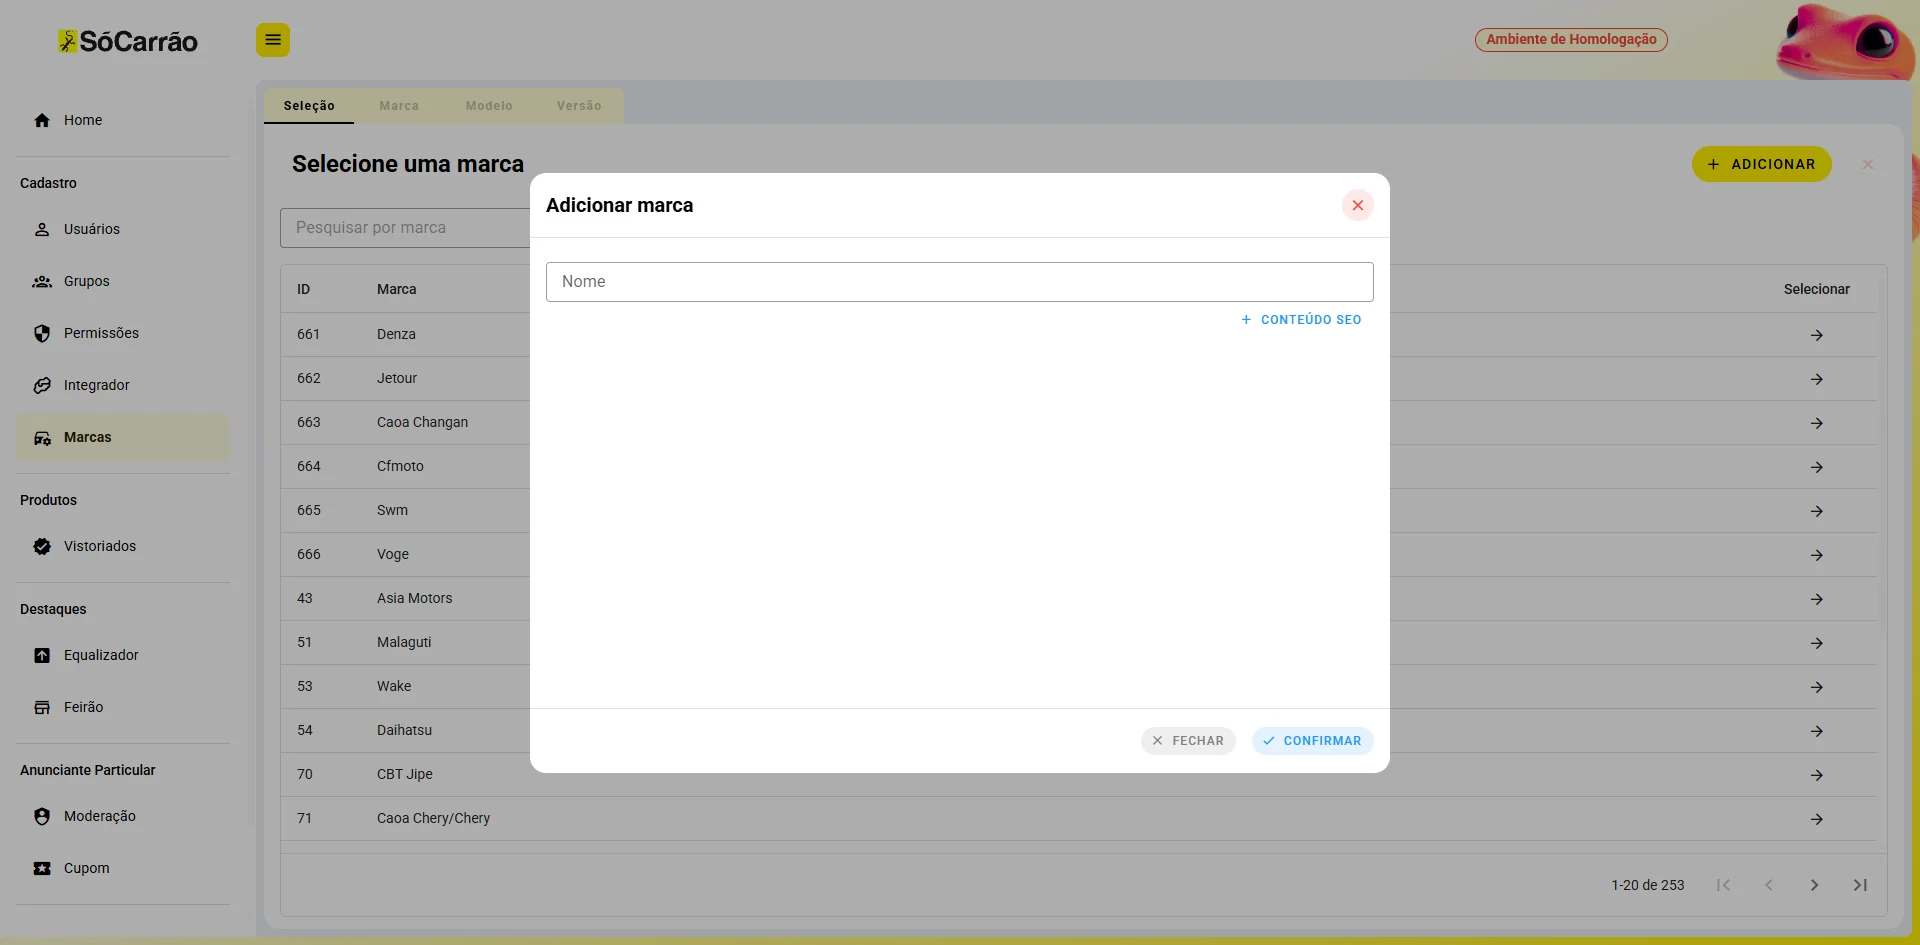 SóCarrão
Ambiente de Homologação
Home
Cadastro
Usuários
Grupos
Permissões
Integrador
Marcas
Produtos
Vistoriados
Destaques
Equalizador
Feirão
Anunciante Particular
Moderação
Cupom
Seleção Marca Modelo Versão
Selecione uma marca
ADICIONAR
Pesquisar por marca
ID Marca Selecionar
661 Denza
662 Jetour
663 Caoa Changan
664 Cfmoto
665 Swm
666 Voge
43 Asia Motors
51 Malaguti
53 Wake
54 Daihatsu
70 CBT Jipe
71 Caoa Chery/Chery
1-20 de 253
Adicionar marca
Nome
CONTEÚDO SEO
FECHAR CONFIRMAR